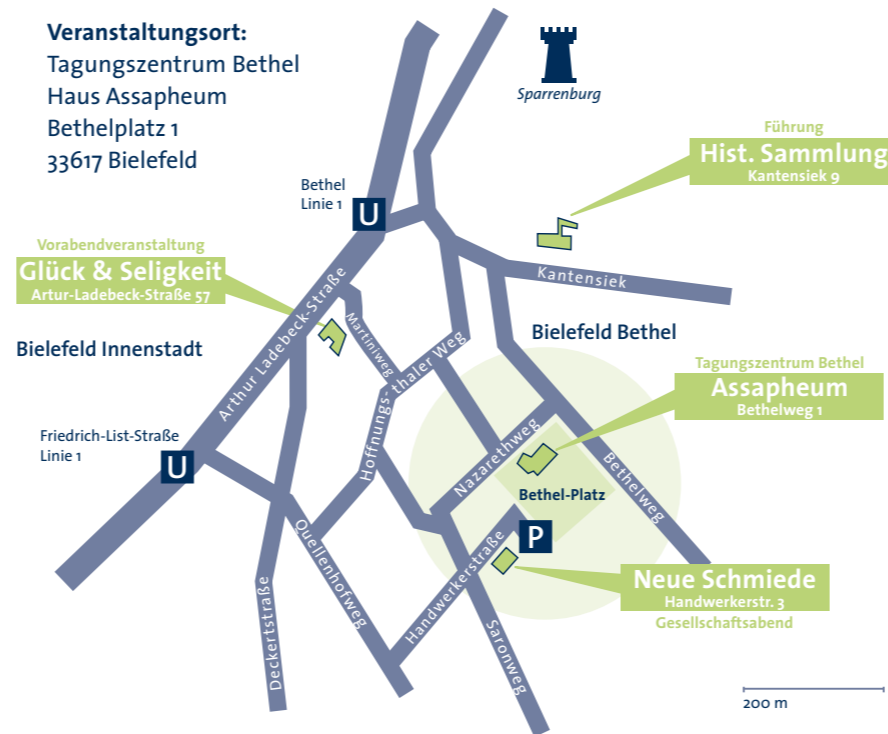 Veranstaltungsort:
Tagungszentrum Bethel
Haus Assapheum
Bethelplatz 1
33617 Bielefeld
Sparrenburg
Führung
Hist. Sammlung
Kantensiek 9
Bethel
Linie 1
U
Vorabendveranstaltung
Glück & Seligkeit
Artur-Ladebeck-Straße 57
Kantensiek
Arthur Ladebeck-Straße
Martiniweg
Bielefeld Innenstadt
Bielefeld Bethel
Hoffnungs-thaler Weg
Tagungszentrum Bethel
Assapheum
Bethelweg 1
Friedrich-List-Straße
Linie 1
U
Nazarethweg
Bethel-Platz
Bethelweg
P
Quellenhofweg
Handwerkerstraße
Neue Schmiede
Handwerkerstr. 3
Gesellschaftsabend
Deckertstraße
Saronweg
200 m